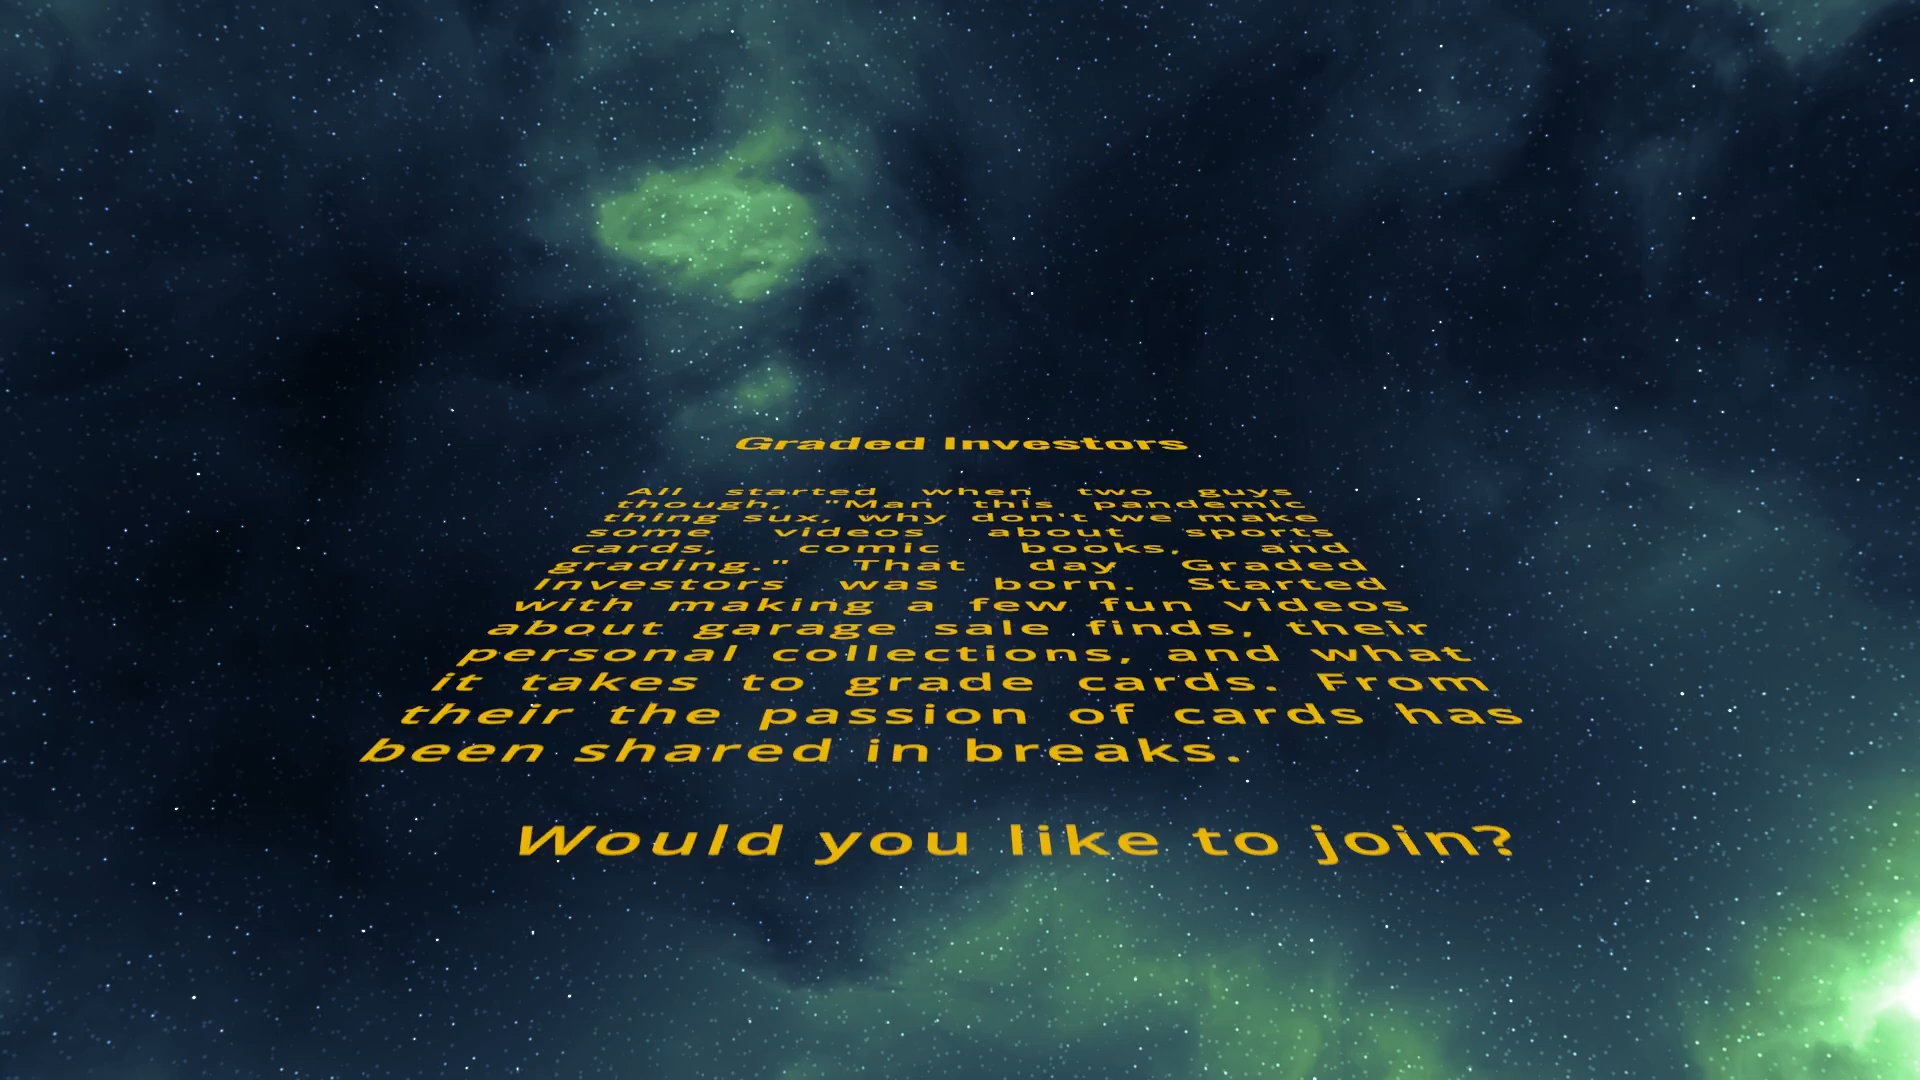 Graded Investors
All started when two guys
though, "Man this pandemic
thing sux, why don't we make
some videos about sports
cards, comic books, and
grading." That day Graded
Investors was born. Started
with making a few fun videos
about garage sale finds, their
personal collections, and what
it takes to grade cards. From
their the passion of cards has
been shared in breaks.
Would you like to join?